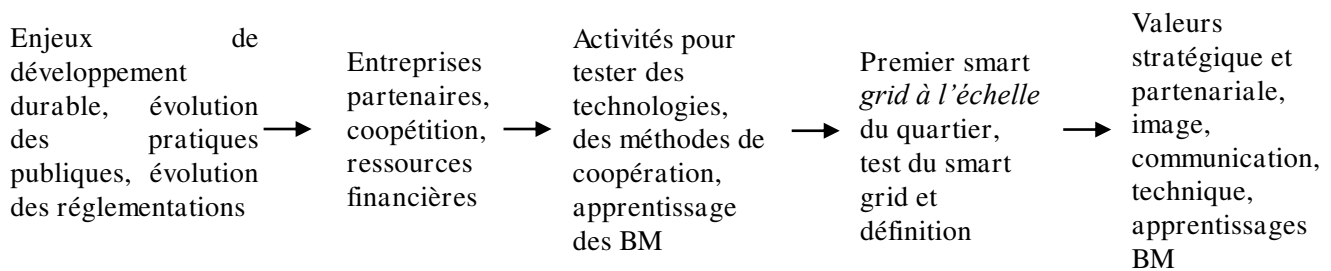 Enjeux de
développement
durable, évolution
des pratiques
publiques, évolution
des réglementations
Entreprises
partenaires,
coopétition,
ressources
financières
Activités pour
tester des
technologies,
des méthodes de
coopération,
apprentissage
des BM
Premier smart
grid à l'échelle
du quartier,
test du smart
grid et
définition
Valeurs
stratégique et
partenariale,
image,
communication,
technique,
apprentissages
BM